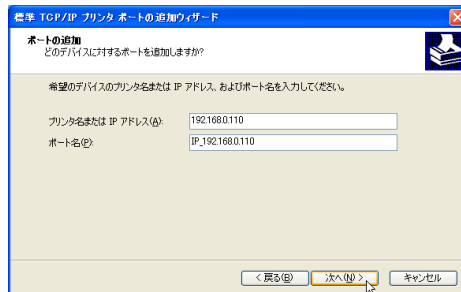 標準 TCP/IP プリンタ ポートの追加ウィザード
ポートの追加
どのデバイスに対するポートを追加しますか?
希望のデバイスのプリンタ名または IP アドレス、およびポート名を入力してください。
プリンタ名または IP アドレス(A): 192.168.0.110
ポート名(P): IP_192.168.0.110
< 戻る(B) 次へ(N) > キャンセル